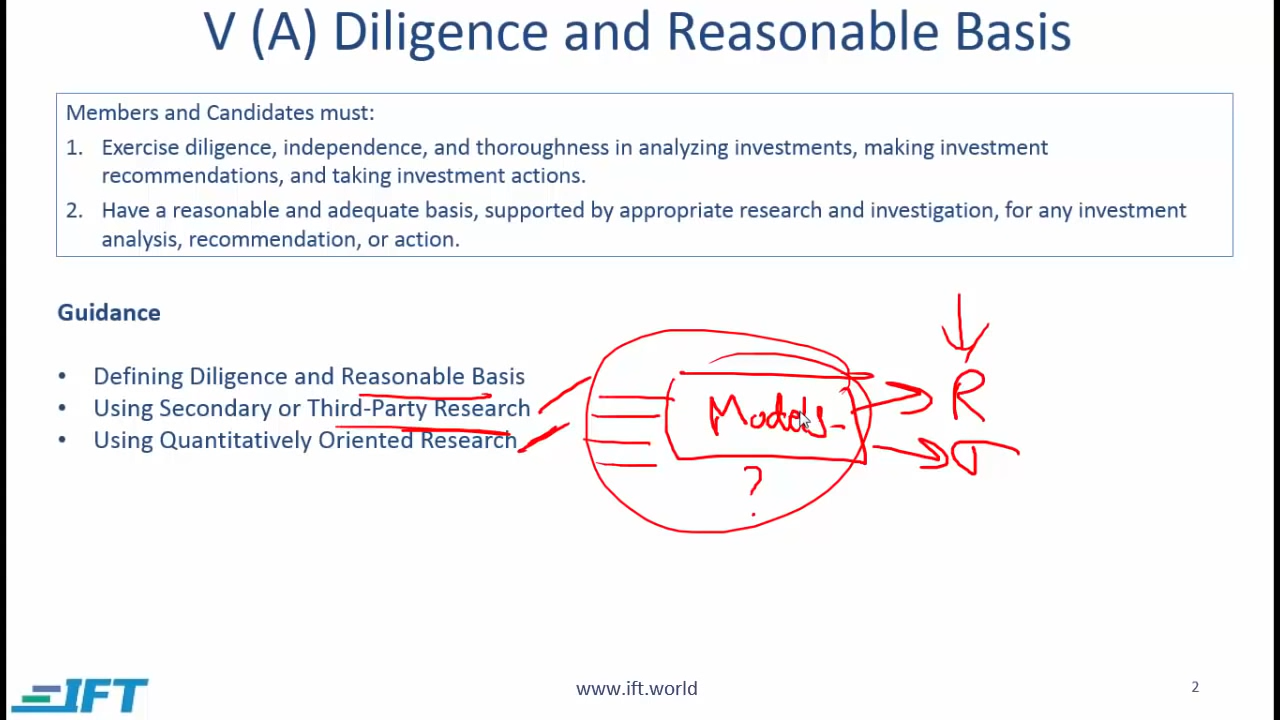 V (A) Diligence and Reasonable Basis
Members and Candidates must:
1. Exercise diligence, independence, and thoroughness in analyzing investments, making investment
recommendations, and taking investment actions.
2. Have a reasonable and adequate basis, supported by appropriate research and investigation, for any investment
analysis, recommendation, or action.
Guidance
• Defining Diligence and Reasonable Basis
• Using Secondary or Third-Party Research
• Using Quantitatively Oriented Research
Models
?
R
σ
IFT
www.ift.world
2